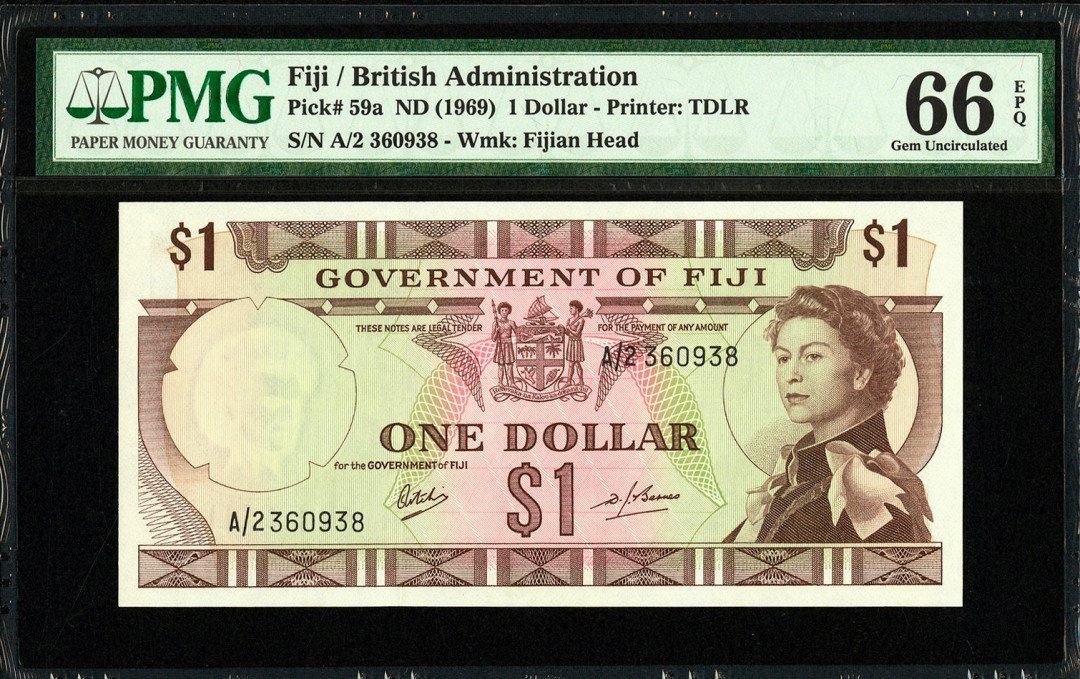 PMG
PAPER MONEY GUARANTY
Fiji / British Administration
Pick# 59a ND (1969) 1 Dollar - Printer: TDLR
S/N A/2 360938 - Wmk: Fijian Head
66
EPQ
Gem Uncirculated
$1
$1
GOVERNMENT OF FIJI
THESE NOTES ARE LEGAL TENDER
FOR THE PAYMENT OF ANY AMOUNT
A/2 360938
ONE DOLLAR
for the GOVERNMENT of FIJI
$1
D. J. Barnes
A/2 360938